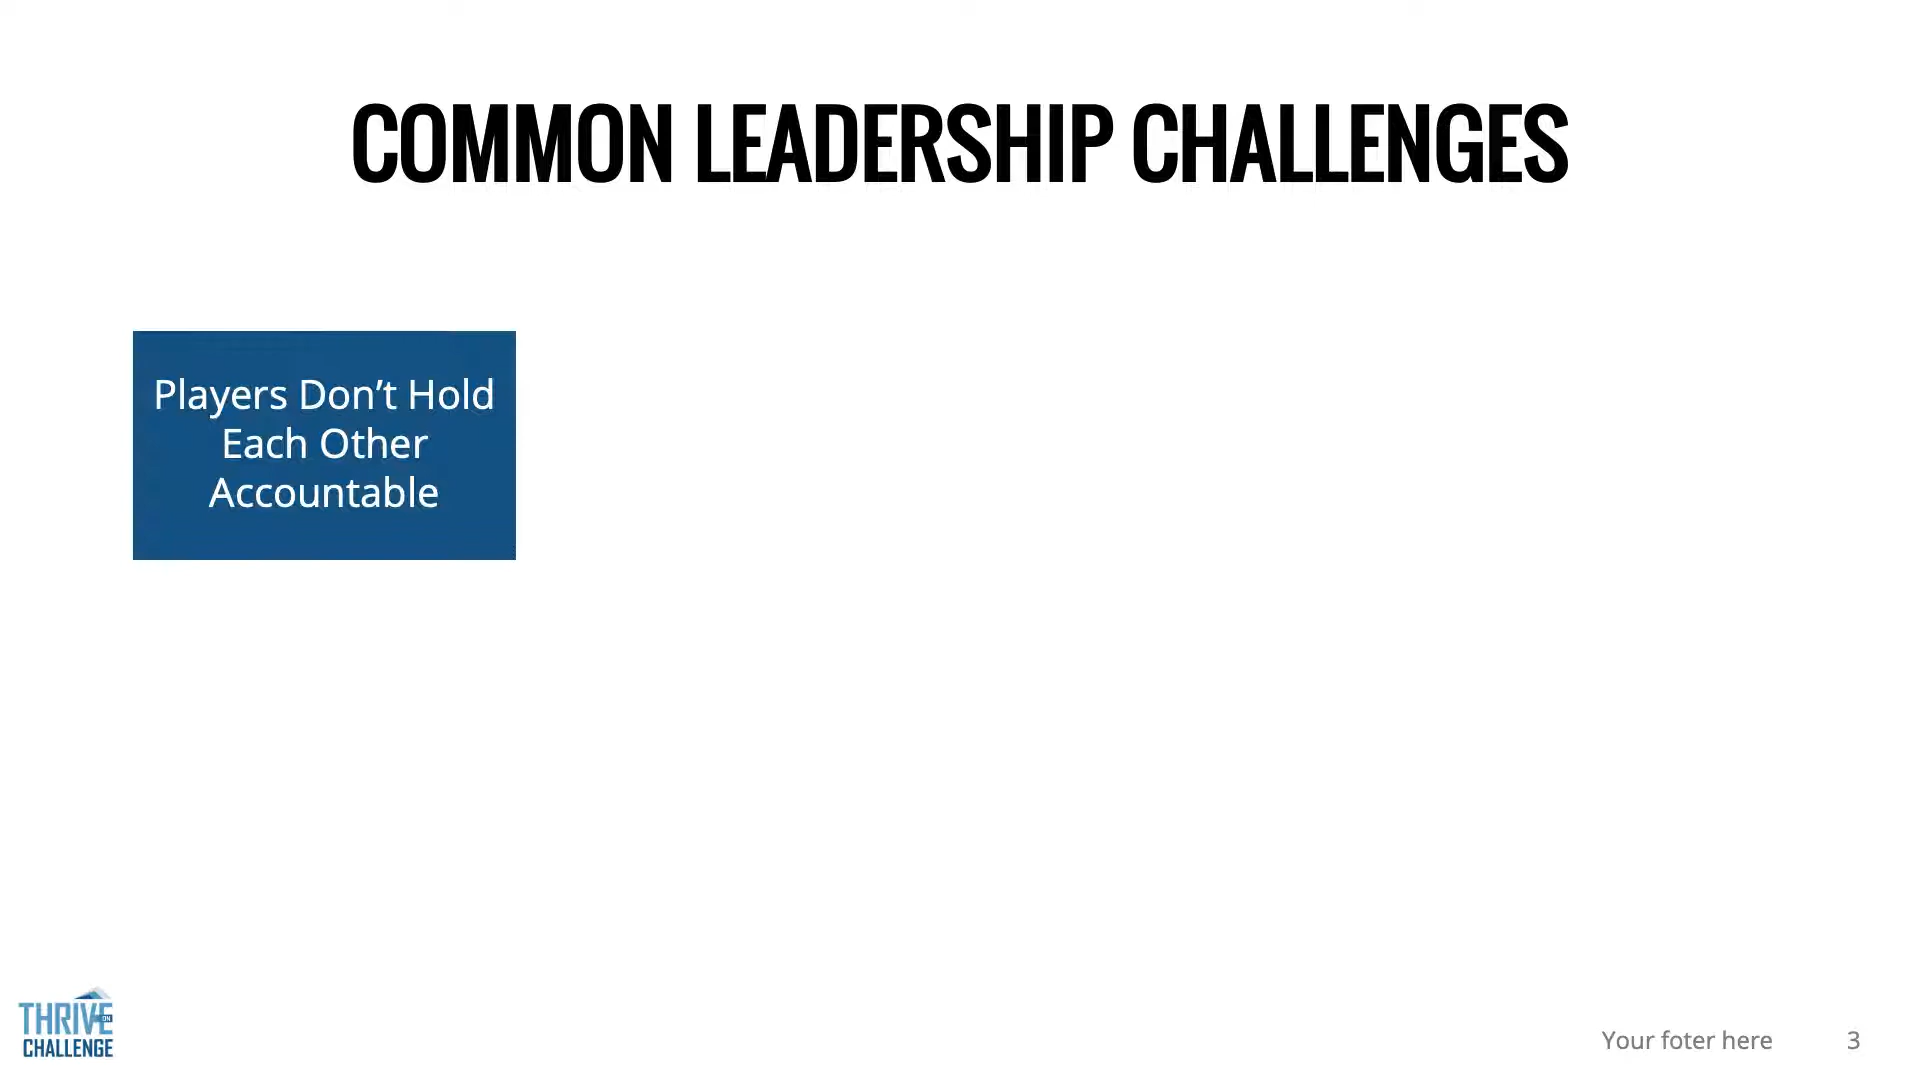 COMMON LEADERSHIP CHALLENGES
Players Don’t Hold
Each Other
Accountable
THRIVE
ON
CHALLENGE
Your foter here
3